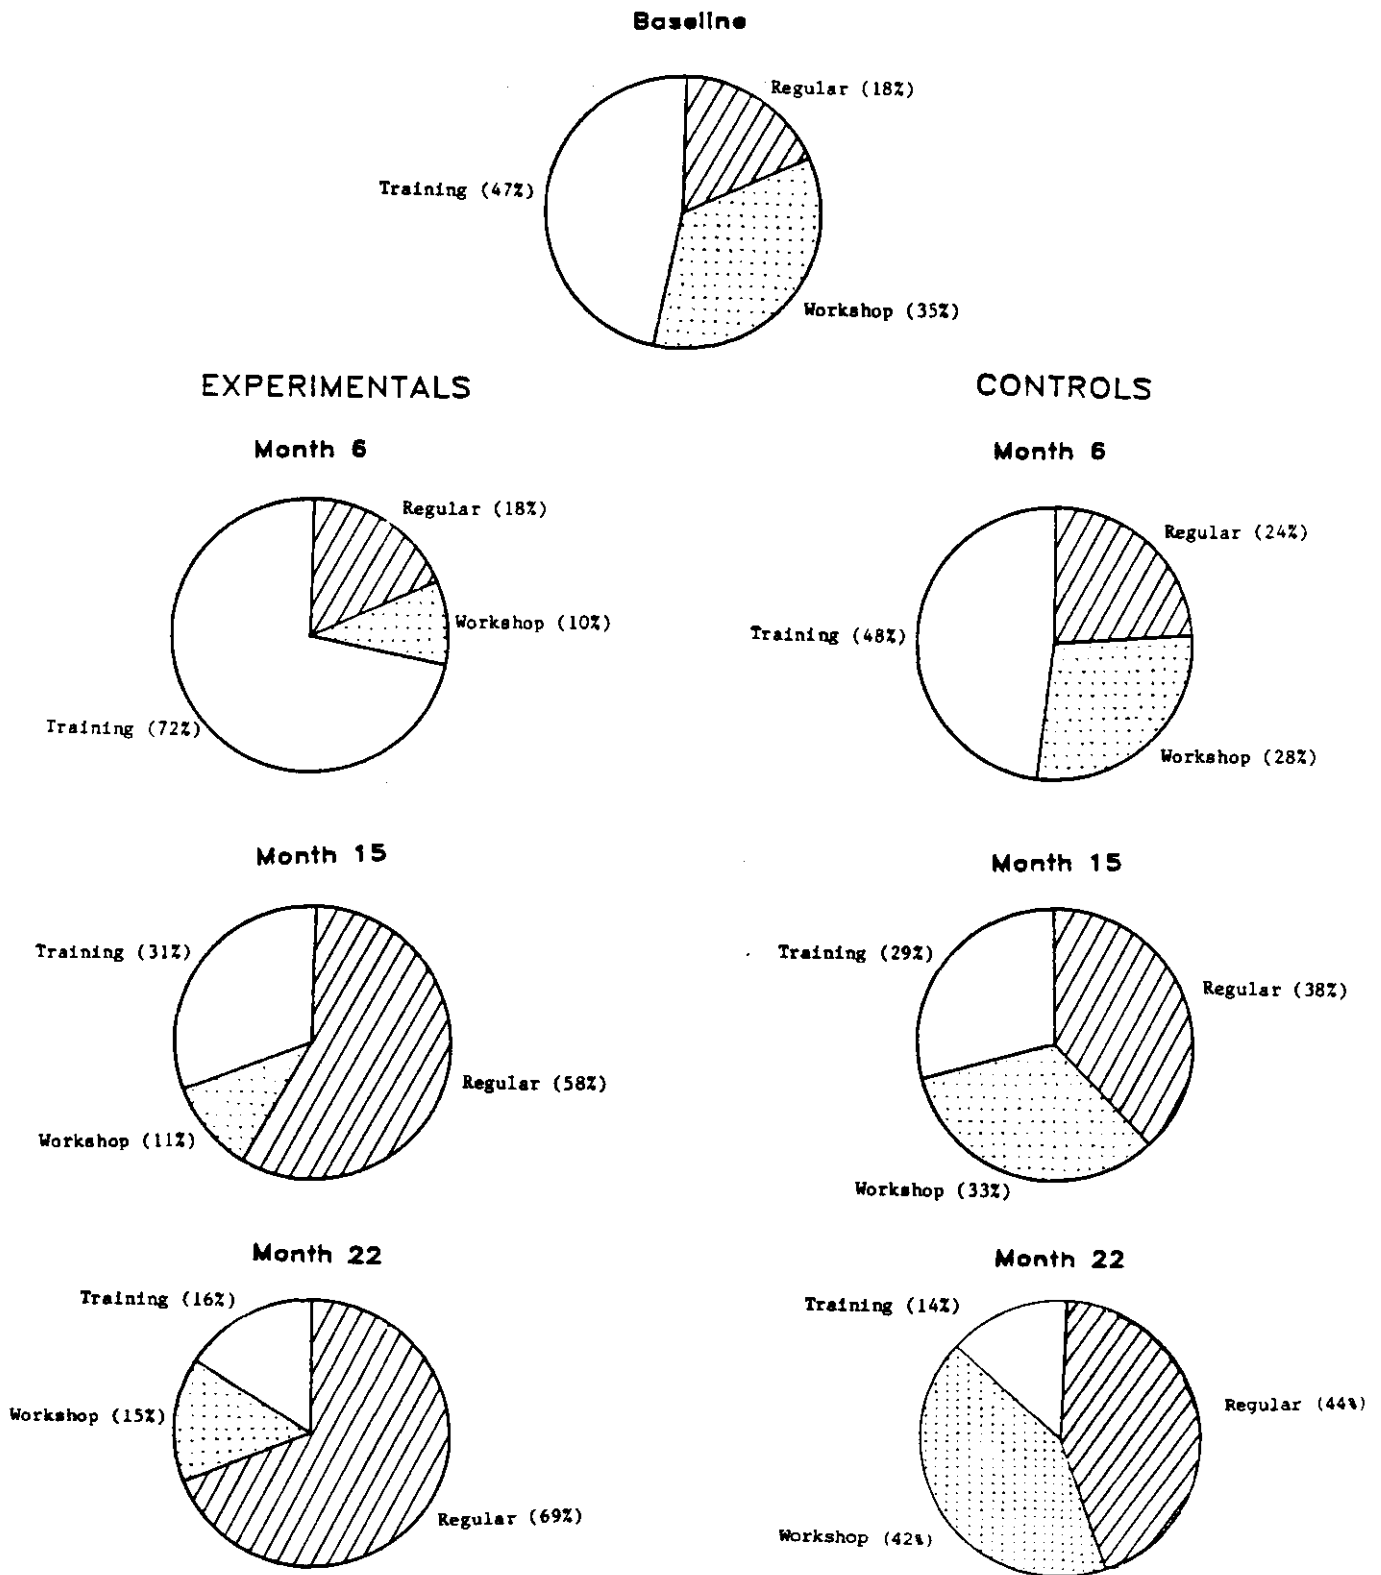 Baseline
Regular (18%)
Training (47%)
Workshop (35%)
EXPERIMENTALS
Month 6
Regular (18%)
Workshop (10%)
Training (72%)
Month 15
Training (31%)
Regular (58%)
Workshop (11%)
Month 22
Training (16%)
Workshop (15%)
Regular (69%)
CONTROLS
Month 6
Regular (24%)
Training (48%)
Workshop (28%)
Month 15
Training (29%)
Regular (38%)
Workshop (33%)
Month 22
Training (14%)
Regular (44%)
Workshop (42%)